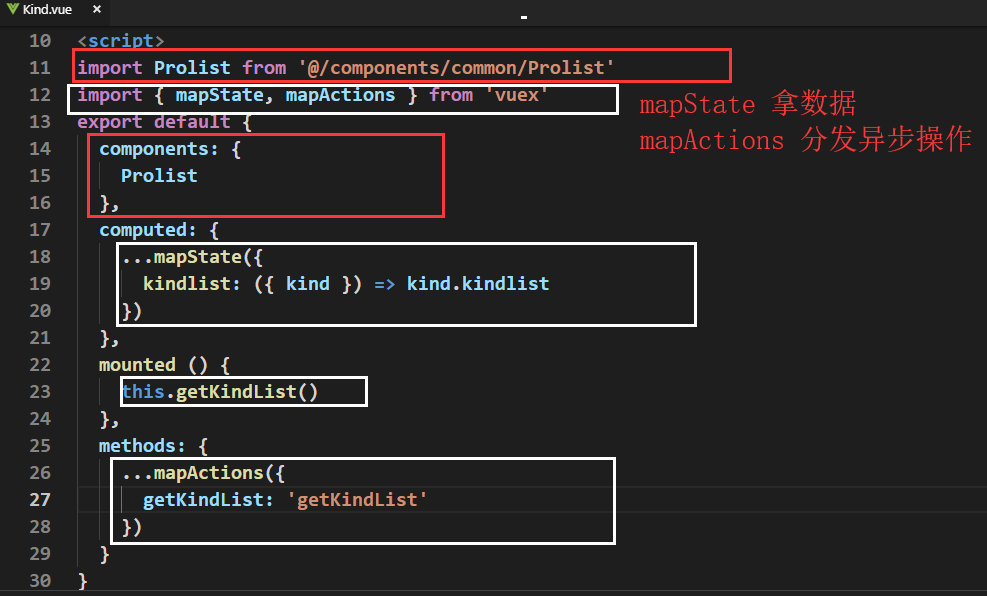 Kind.vue ×
10 <script>
11 import Prolist from '@/components/common/Prolist'
12 import { mapState, mapActions } from 'vuex'
mapState 拿数据
13 export default {
mapActions 分发异步操作
14 components: {
15 Prolist
16 },
17 computed: {
18 ...mapState({
19 kindlist: ({ kind }) => kind.kindlist
20 })
21 },
22 mounted () {
23 this.getKindList()
24 },
25 methods: {
26 ...mapActions({
27 getKindList: 'getKindList'
28 })
29 }
30 }